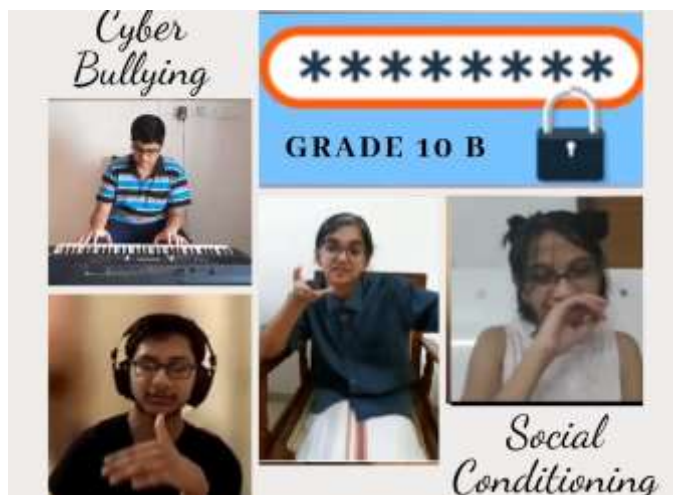 Cyber
Bullying
********
GRADE 10 B
Social
Conditioning